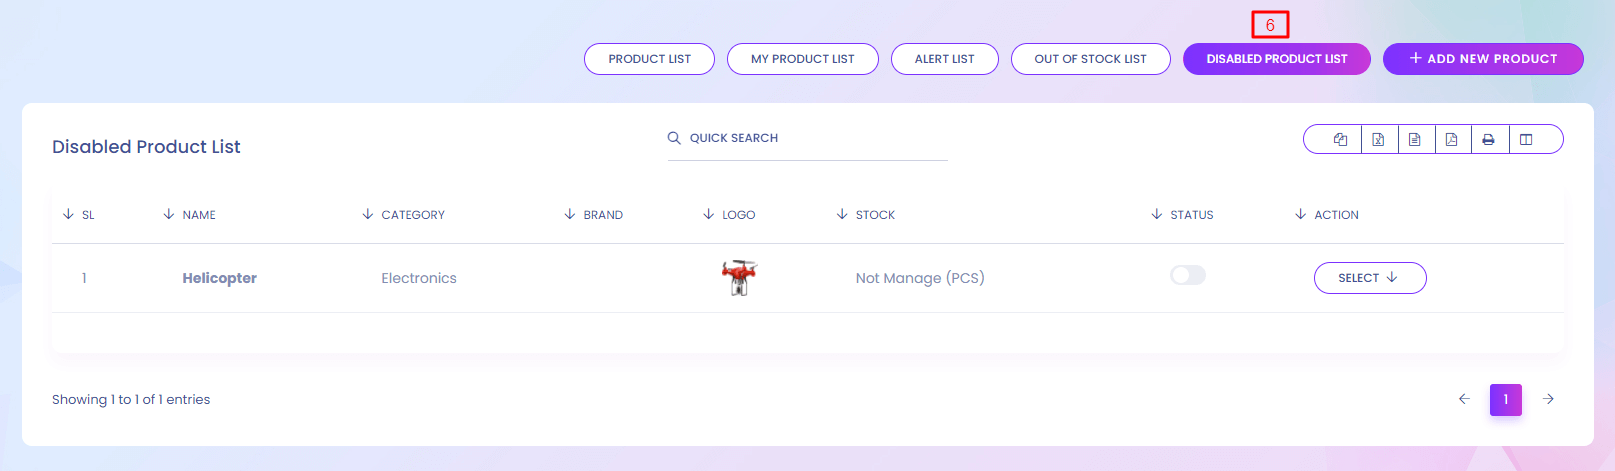 6
PRODUCT LIST MY PRODUCT LIST ALERT LIST OUT OF STOCK LIST DISABLED PRODUCT LIST + ADD NEW PRODUCT
Disabled Product List QUICK SEARCH
SL NAME CATEGORY BRAND LOGO STOCK STATUS ACTION
1 Helicopter Electronics Not Manage (PCS) SELECT
Showing 1 to 1 of 1 entries 1